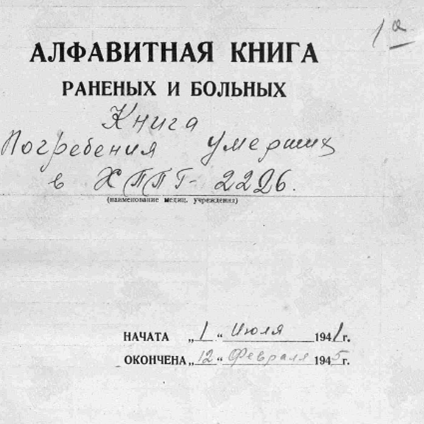 1а
АЛФАВИТНАЯ КНИГА
РАНЕНЫХ И БОЛЬНЫХ
Книга
Погребения умерших
в ХППГ-2226.
(наименование медиц. учреждения)
НАЧАТА „1“ Июля 1941 г.
ОКОНЧЕНА „12“ Февраля 1945 г.